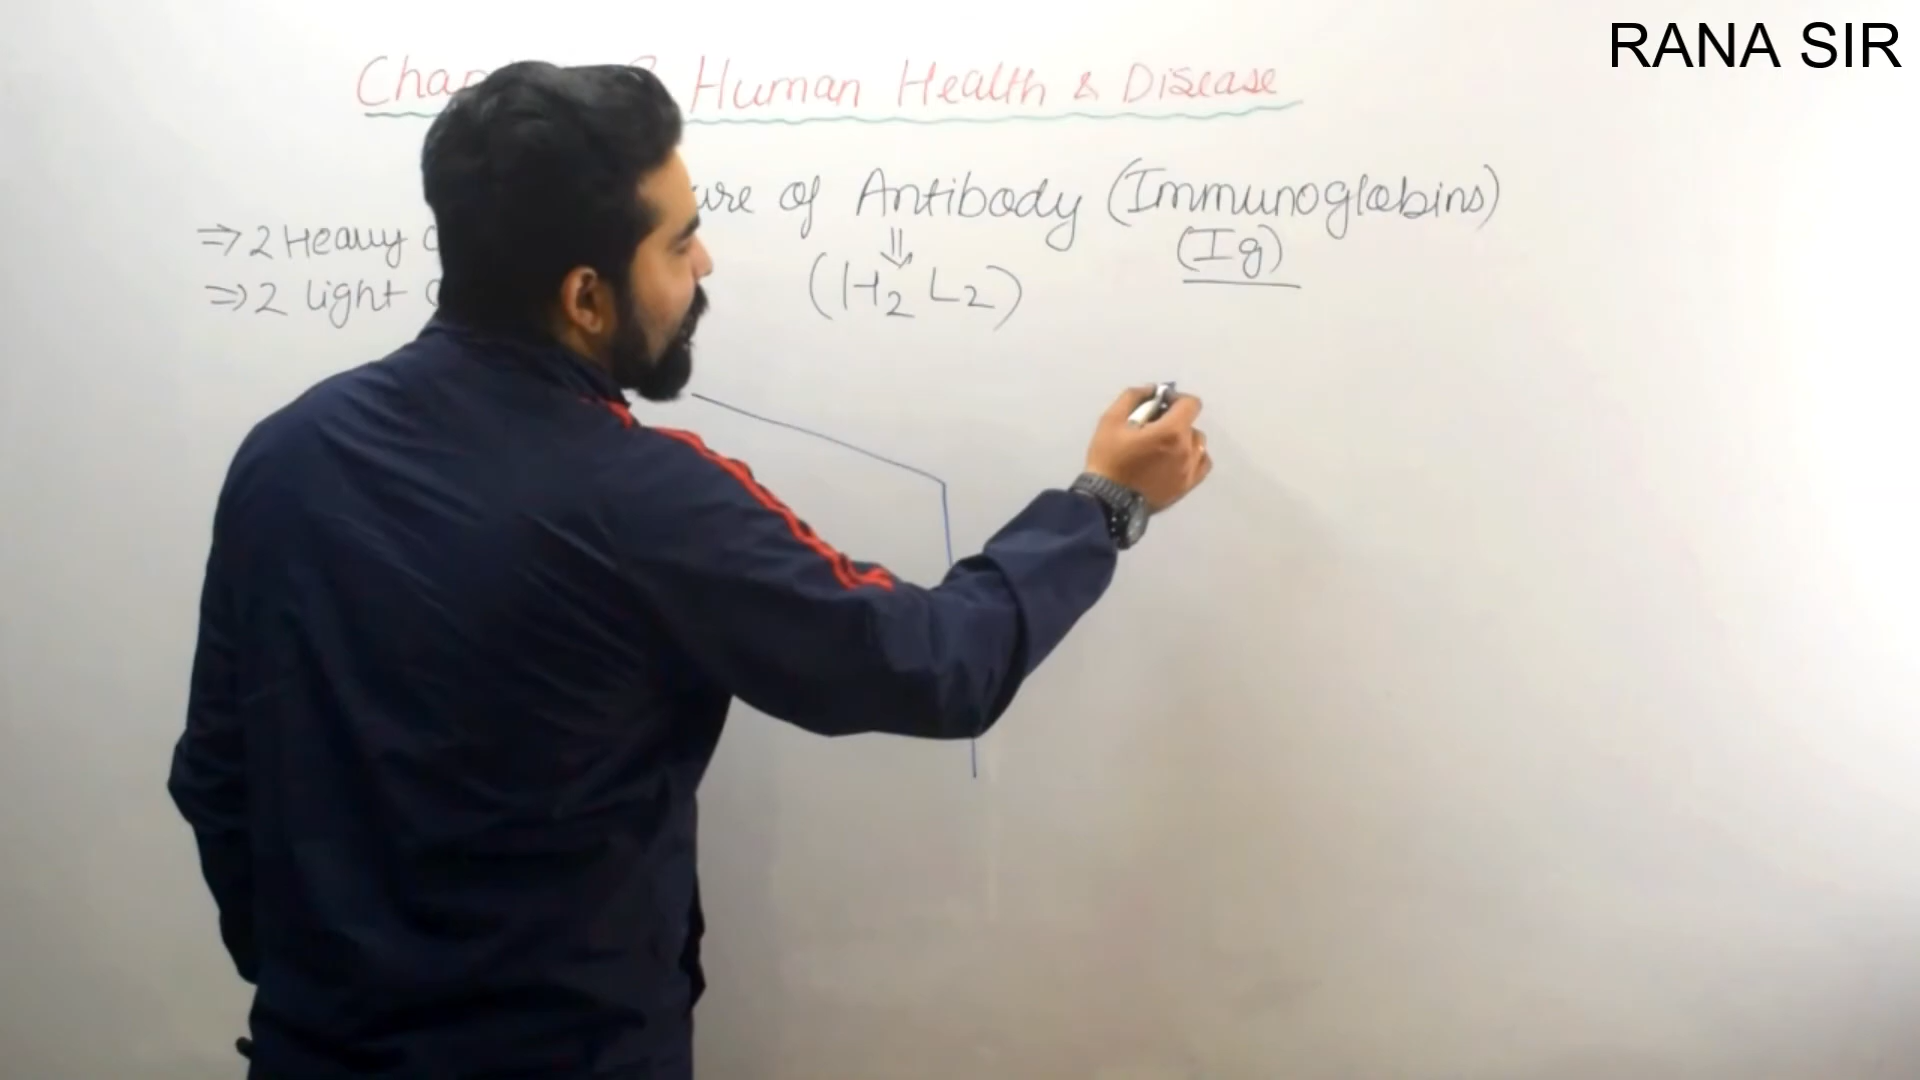 RANA SIR
Human Health & Disease
of Antibody (Immunoglobins)
⇒ 2 Heavy
⇓
(Ig)
⇒ 2 light
(H₂ L₂)